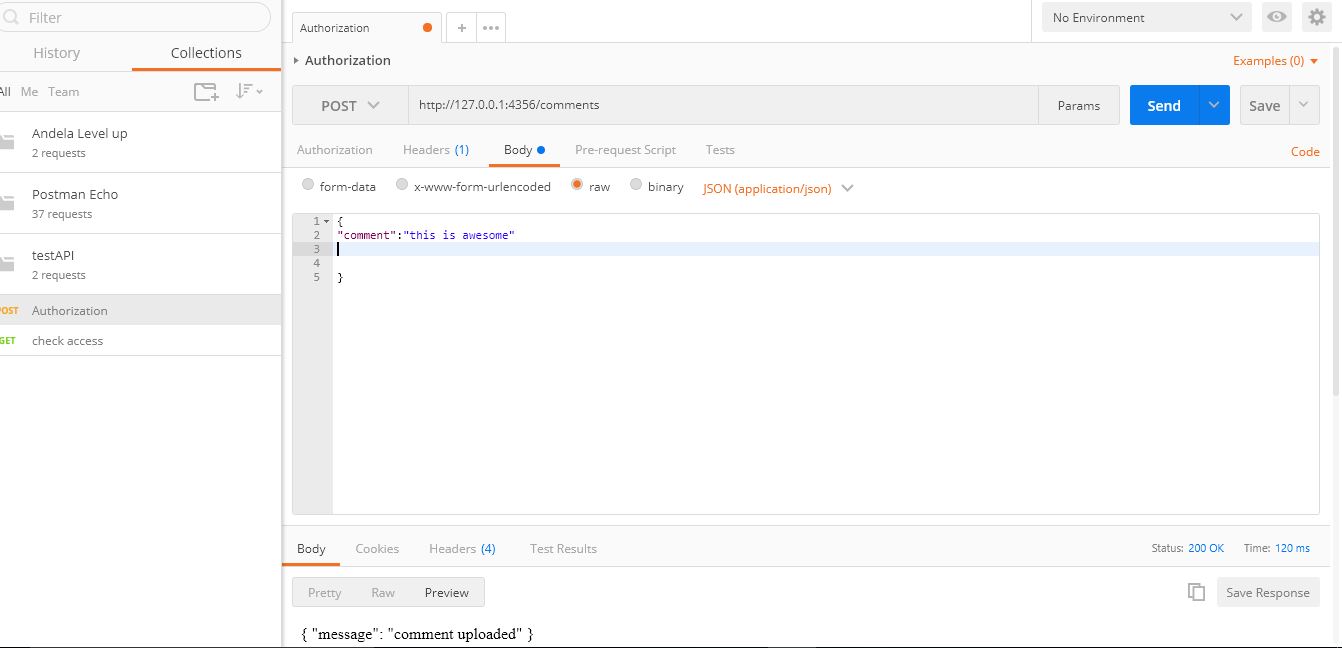 Filter
History Collections
All Me Team
Andela Level up
2 requests
Postman Echo
37 requests
testAPI
2 requests
POST Authorization
GET check access
Authorization + •••
No Environment
Authorization
Examples (0)
POST http://127.0.0.1:4356/comments Params Send Save
Authorization Headers (1) Body Pre-request Script Tests Code
form-data x-www-form-urlencoded raw binary JSON (application/json)
1 {
2 "comment":"this is awesome"
3
4
5 }
Body Cookies Headers (4) Test Results Status: 200 OK Time: 120 ms
Pretty Raw Preview Save Response
{ "message": "comment uploaded" }